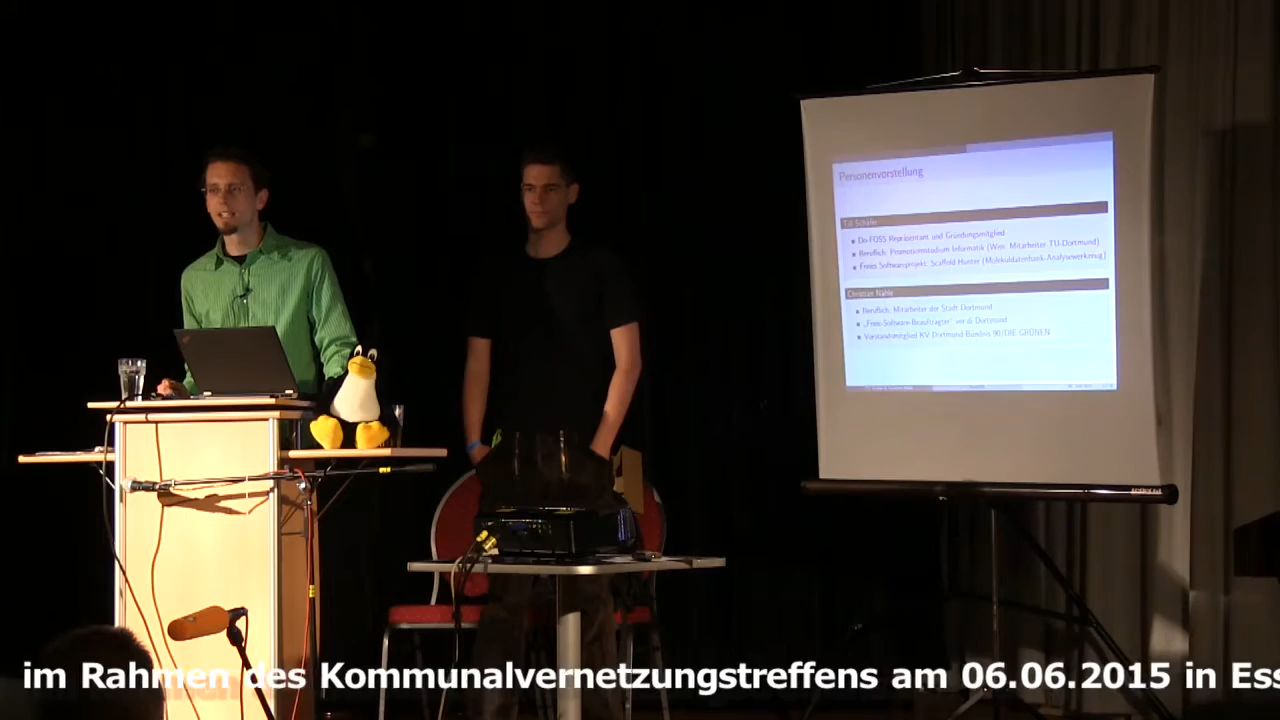 Personenvorstellung
Till Schäfer
Do-FOSS Repräsentant und Gründungsmitglied
Beruflich: Promotionsstudium Informatik (Wiss. Mitarbeiter TU-Dortmund)
Freies Softwareprojekt: Scaffold Hunter (Moleküldatenbank-Analysewerkzeug)
Christian Nähle
Beruflich: Mitarbeiter der Stadt Dortmund
„Freie-Software-Beauftragter“ ver.di Dortmund
Vorstandsmitglied KV Dortmund Bündnis 90/DIE GRÜNEN
im Rahmen des Kommunalvernetzungstreffens am 06.06.2015 in Ess